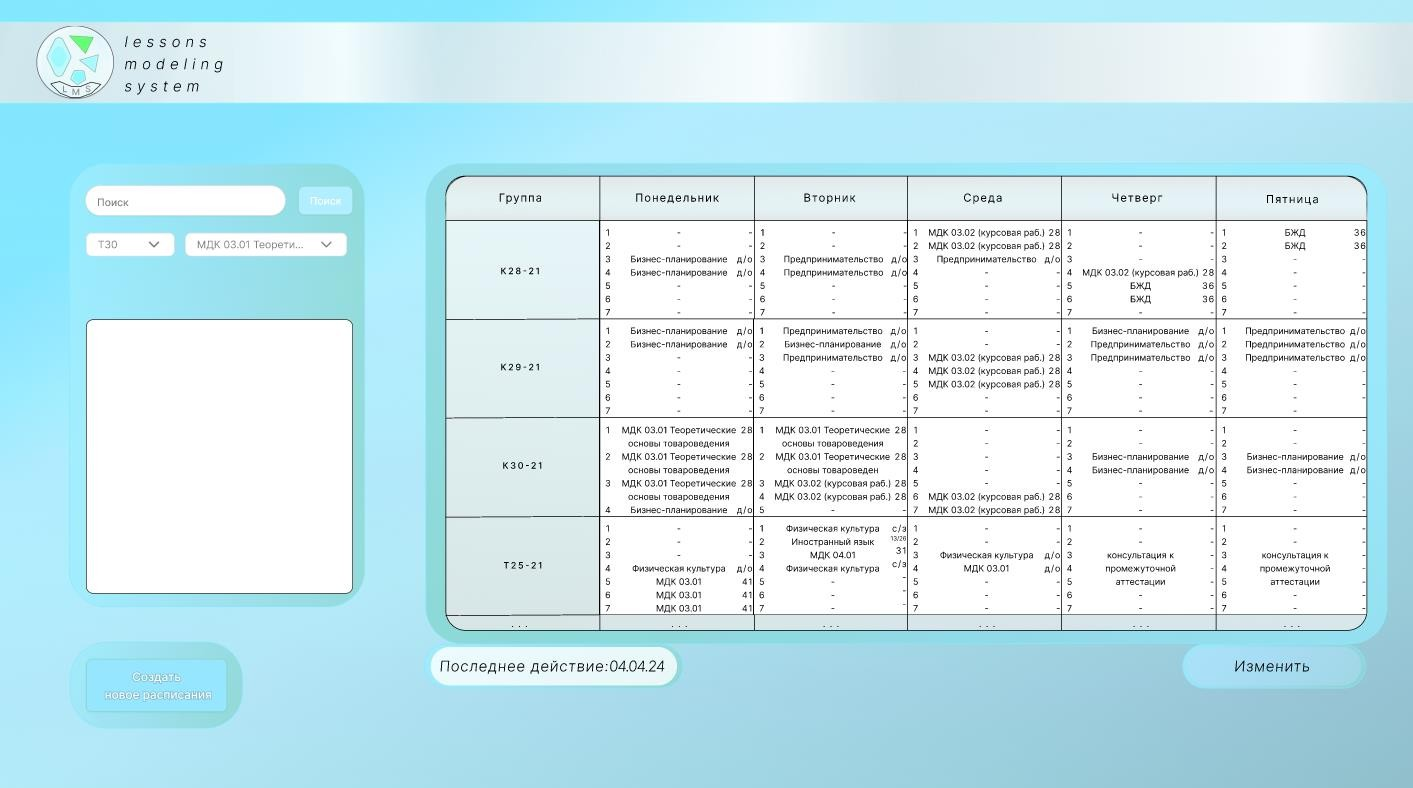 lessons
modeling
system
L M S
Поиск Поиск
Т30 МДК 03.01 Теорети...
Создать
новое расписания
Группа Понедельник Вторник Среда Четверг Пятница
К28-21
1 - -
2 - -
3 Бизнес-планирование д/о
4 Бизнес-планирование д/о
5 - -
6 - -
7 - -
1 - -
2 - -
3 Предпринимательство д/о
4 Предпринимательство д/о
5 - -
6 - -
7 - -
1 МДК 03.02 (курсовая раб.) 28
2 МДК 03.02 (курсовая раб.) 28
3 Предпринимательство д/о
4 - -
5 - -
6 - -
7 - -
1 - -
2 - -
3 - -
4 МДК 03.02 (курсовая раб.) 28
5 БЖД 36
6 БЖД 36
7 - -
1 БЖД 36
2 БЖД 36
3 - -
4 - -
5 - -
6 - -
7 - -
К29-21
1 Бизнес-планирование д/о
2 Бизнес-планирование д/о
3 - -
4 - -
5 - -
6 - -
7 - -
1 Предпринимательство д/о
2 Бизнес-планирование д/о
3 Предпринимательство д/о
4 - -
5 - -
6 - -
7 - -
1 - -
2 - -
3 МДК 03.02 (курсовая раб.) 28
4 МДК 03.02 (курсовая раб.) 28
5 МДК 03.02 (курсовая раб.) 28
6 - -
7 - -
1 Бизнес-планирование д/о
2 Предпринимательство д/о
3 Предпринимательство д/о
4 - -
5 - -
6 - -
7 - -
1 Предпринимательство д/о
2 Предпринимательство д/о
3 Предпринимательство д/о
4 - -
5 - -
6 - -
7 - -
К30-21
1 МДК 03.01 Теоретические 28
основы товароведения
2 МДК 03.01 Теоретические 28
основы товароведения
3 МДК 03.01 Теоретические 28
основы товароведения
4 Бизнес-планирование д/о
1 МДК 03.01 Теоретические 28
основы товароведения
2 МДК 03.01 Теоретические 28
основы товароведен
3 МДК 03.02 (курсовая раб.) 28
4 МДК 03.02 (курсовая раб.) 28
5 - -
1 - -
2 - -
3 - -
4 - -
5 - -
6 МДК 03.02 (курсовая раб.) 28
7 МДК 03.02 (курсовая раб.) 28
1 - -
2 - -
3 Бизнес-планирование д/о
4 Бизнес-планирование д/о
5 - -
6 - -
7 - -
1 - -
2 - -
3 Бизнес-планирование д/о
4 Бизнес-планирование д/о
5 - -
6 - -
7 - -
Т25-21
1 - -
2 - -
3 - -
4 Физическая культура д/о
5 МДК 03.01 41
6 МДК 03.01 41
7 МДК 03.01 41
1 Физическая культура с/з
2 Иностранный язык 13/26
3 МДК 04.01 31
4 Физическая культура с/з
5 - -
6 - -
7 - -
1 - -
2 - -
3 Физическая культура д/о
4 МДК 03.01 д/о
5 - -
6 - -
7 - -
1 - -
2 - -
3 консультация к -
4 промежуточной -
5 аттестации -
6 - -
7 - -
1 - -
2 - -
3 консультация к -
4 промежуточной -
5 аттестации -
6 - -
7 - -
... ... ... ... ... ...
Последнее действие:04.04.24
Изменить